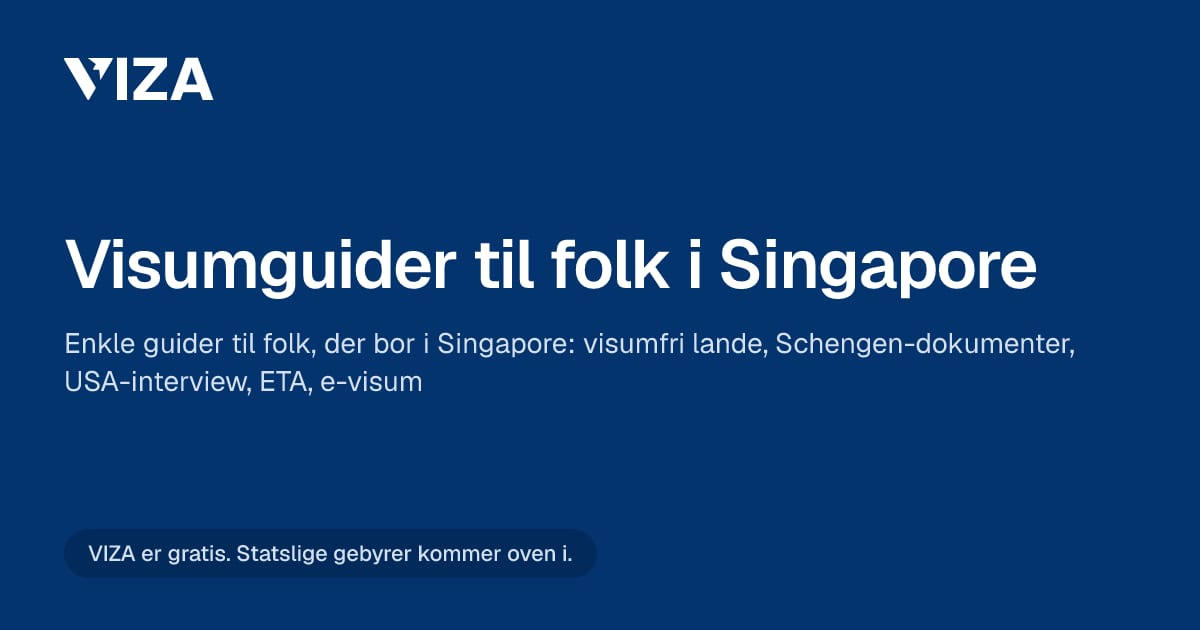 VIZA
Visumguider til folk i Singapore
Enkle guider til folk, der bor i Singapore: visumfri lande, Schengen-dokumenter,
USA-interview, ETA, e-visum
VIZA er gratis. Statslige gebyrer kommer oven i.